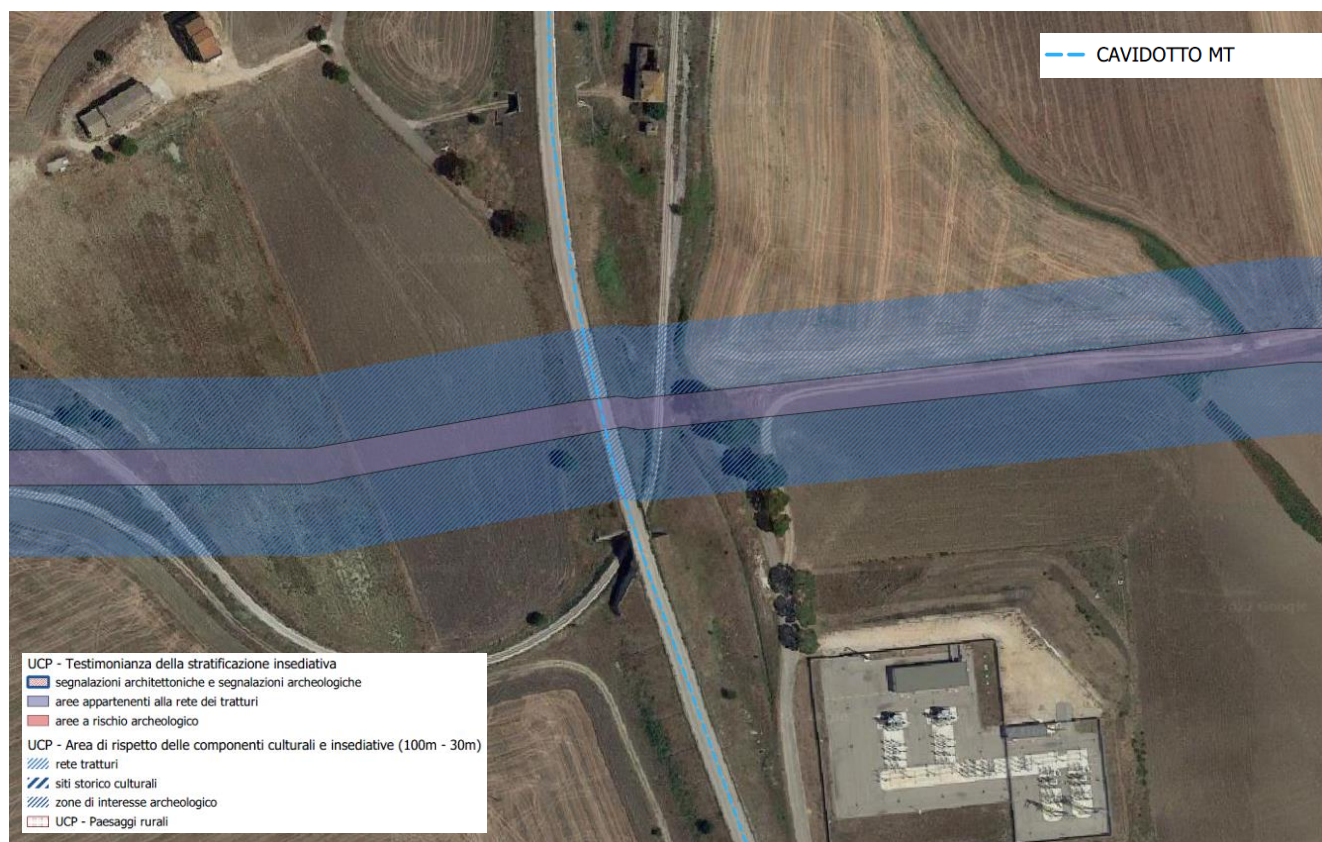 CAVIDOTTO MT
UCP - Testimonianza della stratificazione insediativa
segnalazioni architettoniche e segnalazioni archeologiche
aree appartenenti alla rete dei tratturi
aree a rischio archeologico
UCP - Area di rispetto delle componenti culturali e insediative (100m - 30m)
rete tratturi
siti storico culturali
zone di interesse archeologico
UCP - Paesaggi rurali